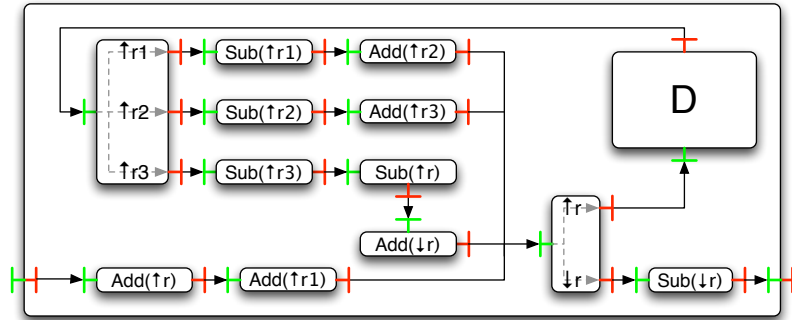 ↑r1 Sub(↑r1) Add(↑r2)
↑r2 Sub(↑r2) Add(↑r3)
D
↑r3 Sub(↑r3) Sub(↑r)
↑r
Add(↓r)
Add(↑r) Add(↑r1)
↓r Sub(↓r)